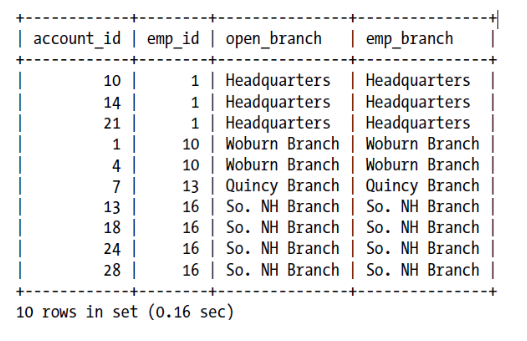 +------------+--------+---------------+---------------+
| account_id | emp_id | open_branch   | emp_branch    |
+------------+--------+---------------+---------------+
|         10 |      1 | Headquarters  | Headquarters  |
|         14 |      1 | Headquarters  | Headquarters  |
|         21 |      1 | Headquarters  | Headquarters  |
|          1 |     10 | Woburn Branch | Woburn Branch |
|          4 |     10 | Woburn Branch | Woburn Branch |
|          7 |     13 | Quincy Branch | Quincy Branch |
|         13 |     16 | So. NH Branch | So. NH Branch |
|         18 |     16 | So. NH Branch | So. NH Branch |
|         24 |     16 | So. NH Branch | So. NH Branch |
|         28 |     16 | So. NH Branch | So. NH Branch |
+------------+--------+---------------+---------------+
10 rows in set (0.16 sec)